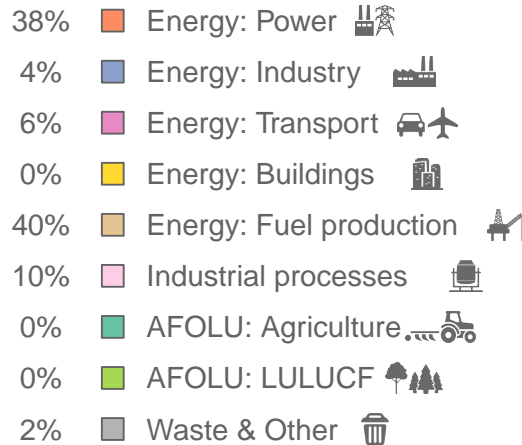 38% Energy: Power
4% Energy: Industry
6% Energy: Transport
0% Energy: Buildings
40% Energy: Fuel production
10% Industrial processes
0% AFOLU: Agriculture
0% AFOLU: LULUCF
2% Waste & Other